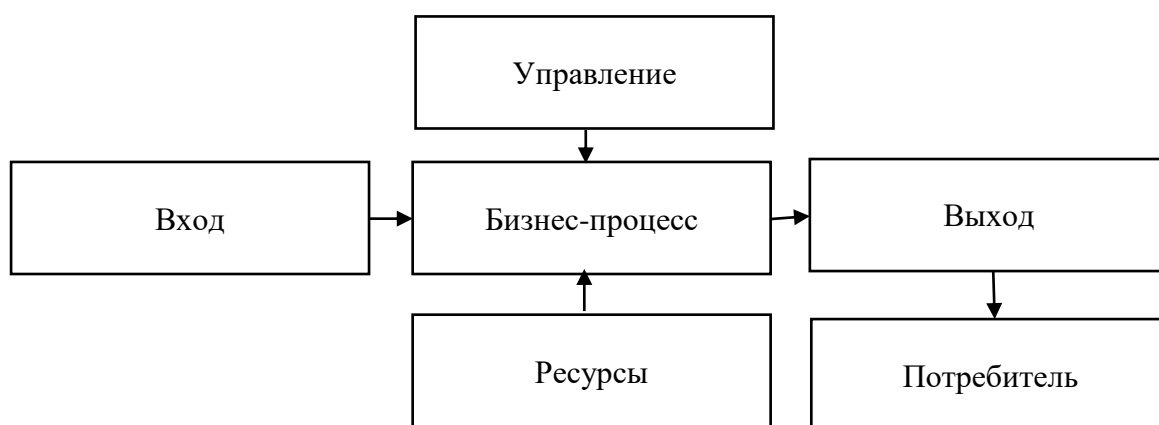 Управление
Вход
Бизнес-процесс
Выход
Ресурсы
Потребитель